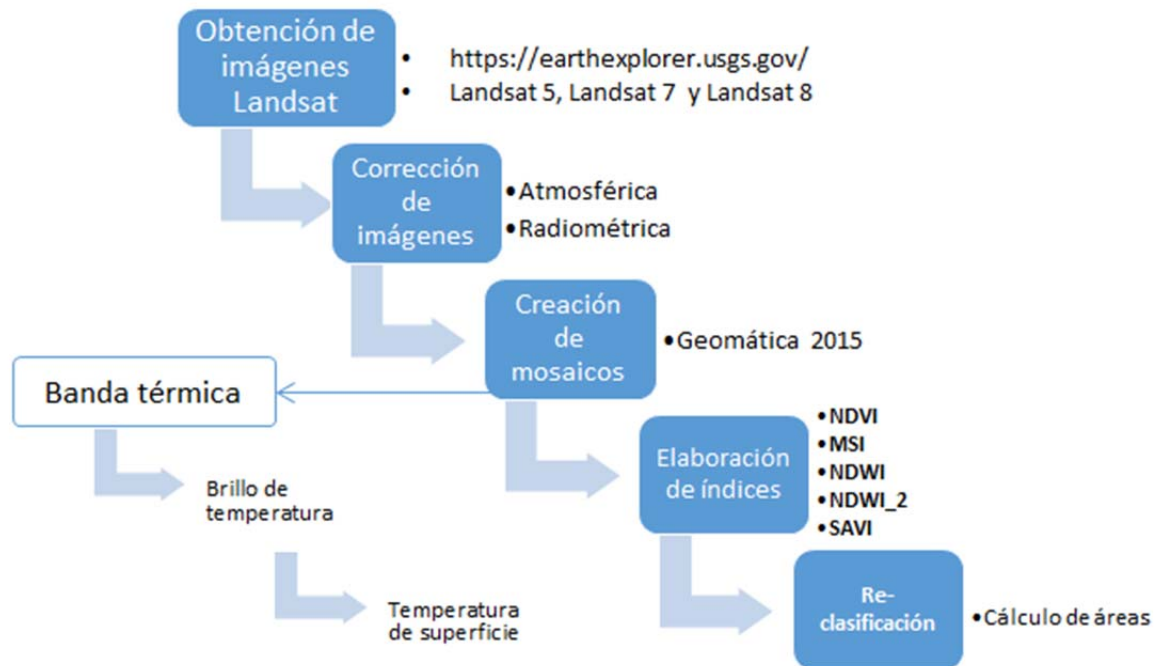 Obtención de
imágenes
Landsat
• https://earthexplorer.usgs.gov/
• Landsat 5, Landsat 7 y Landsat 8
Corrección
de
imágenes
•Atmosférica
•Radiométrica
Creación
de
mosaicos
•Geomática 2015
Banda térmica
Brillo de
temperatura
Temperatura
de superficie
Elaboración
de índices
•NDVI
•MSI
•NDWI
•NDWI_2
•SAVI
Re-
clasificación
•Cálculo de áreas